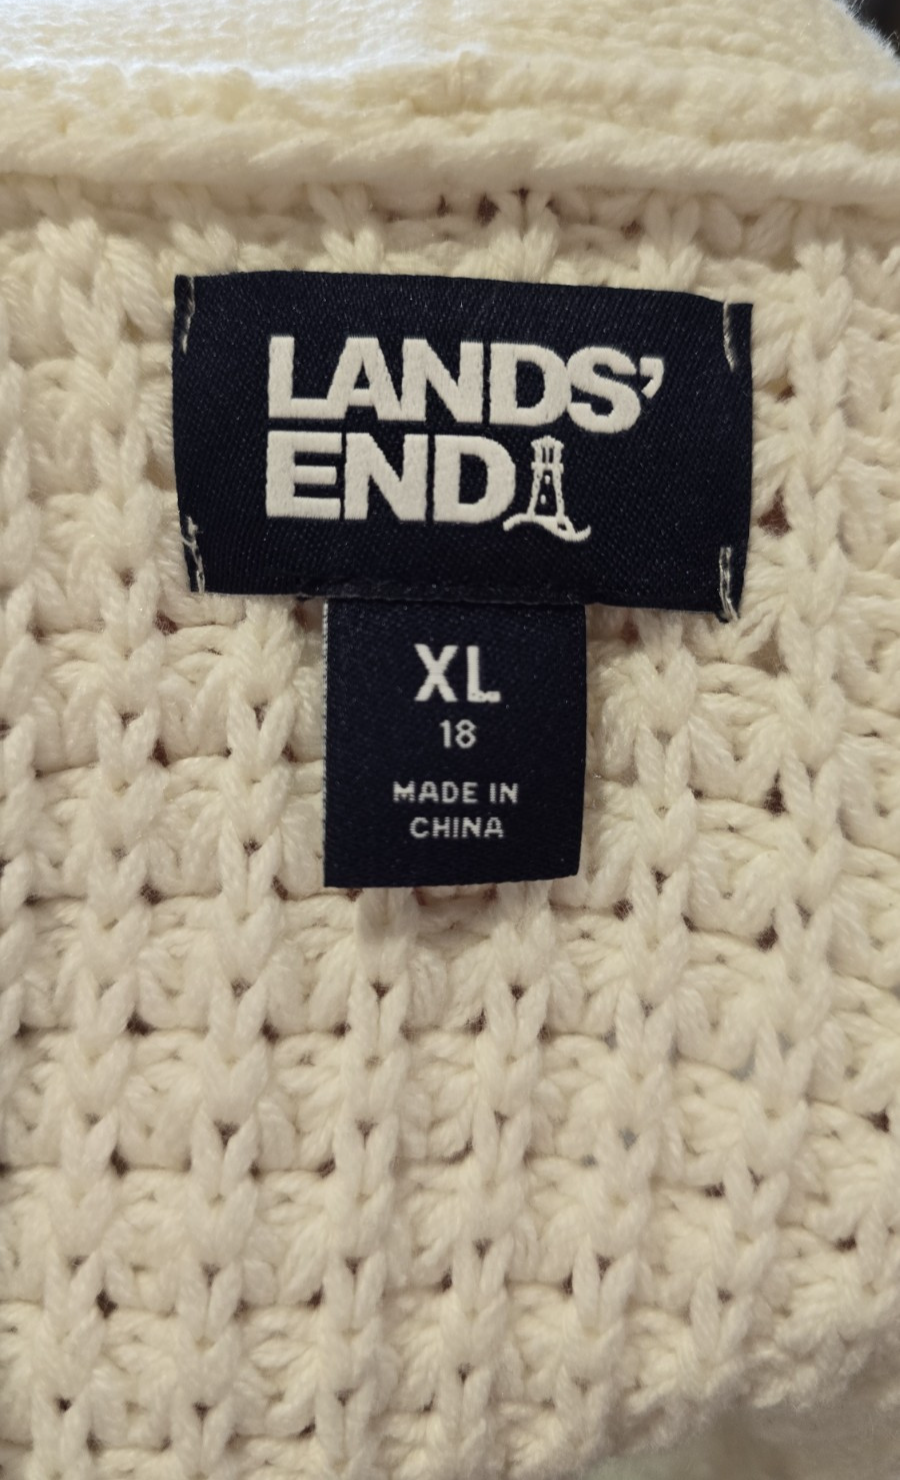 LANDS'
END
XL
18
MADE IN
CHINA